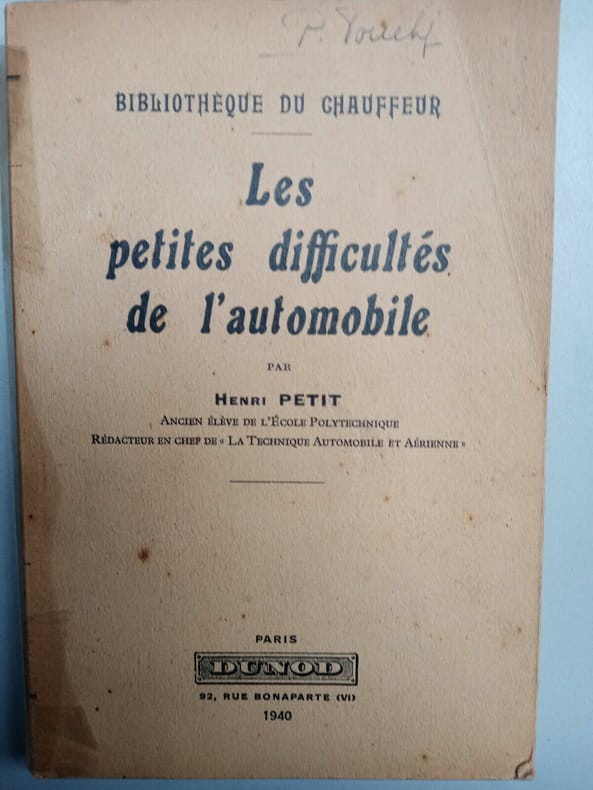 BIBLIOTHÈQUE DU CHAUFFEUR
Les
petites difficultés
de l'automobile
PAR
HENRI PETIT
ANCIEN ÉLÈVE DE L'ÉCOLE POLYTECHNIQUE
RÉDACTEUR EN CHEF DE « LA TECHNIQUE AUTOMOBILE ET AÉRIENNE »
PARIS
DUNOD
92, RUE BONAPARTE (VI)
1940